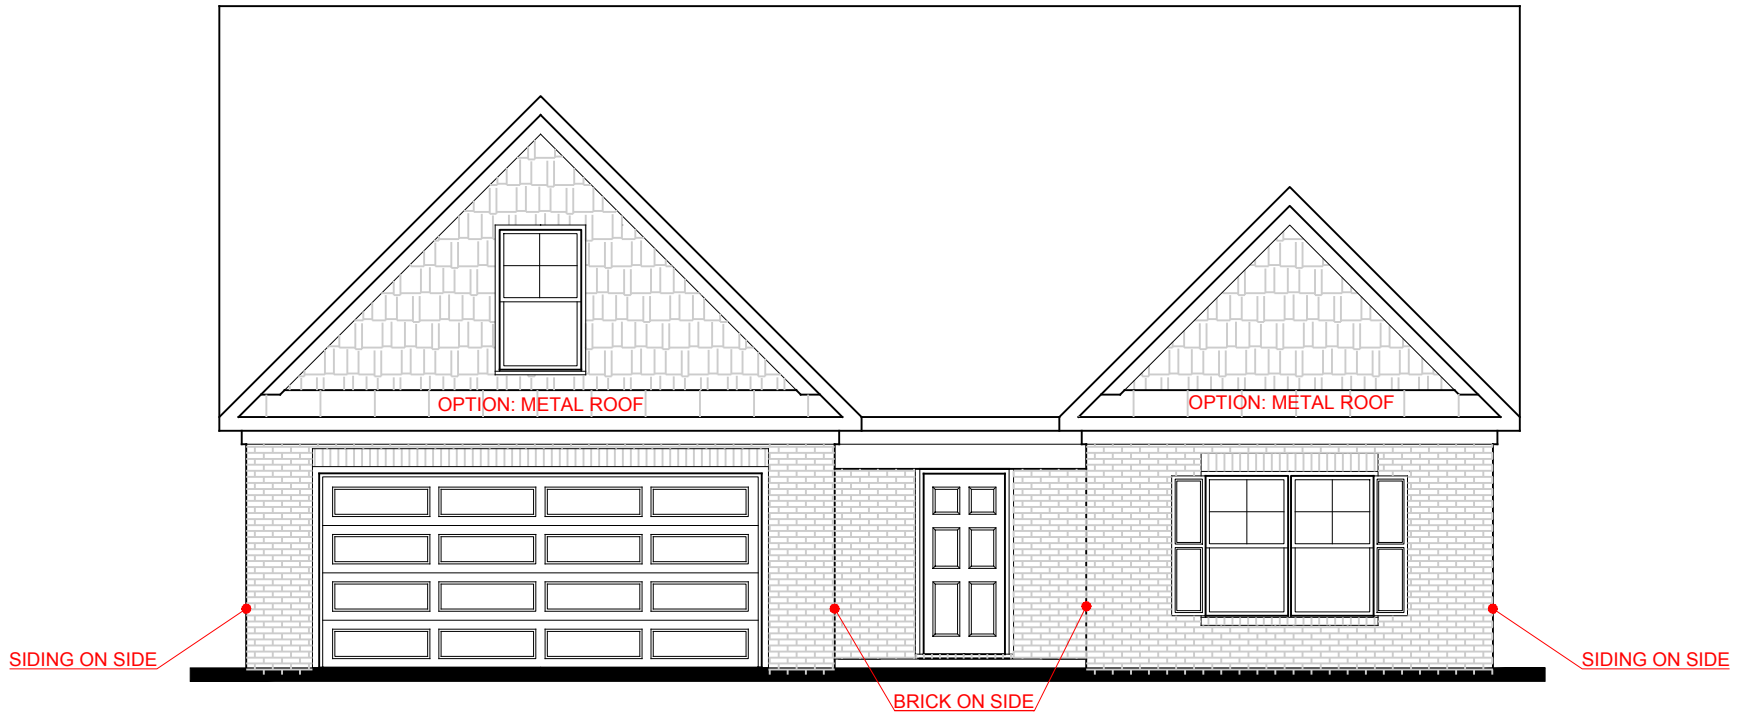 OPTION: METAL ROOF
OPTION: METAL ROOF
SIDING ON SIDE
SIDING ON SIDE
BRICK ON SIDE